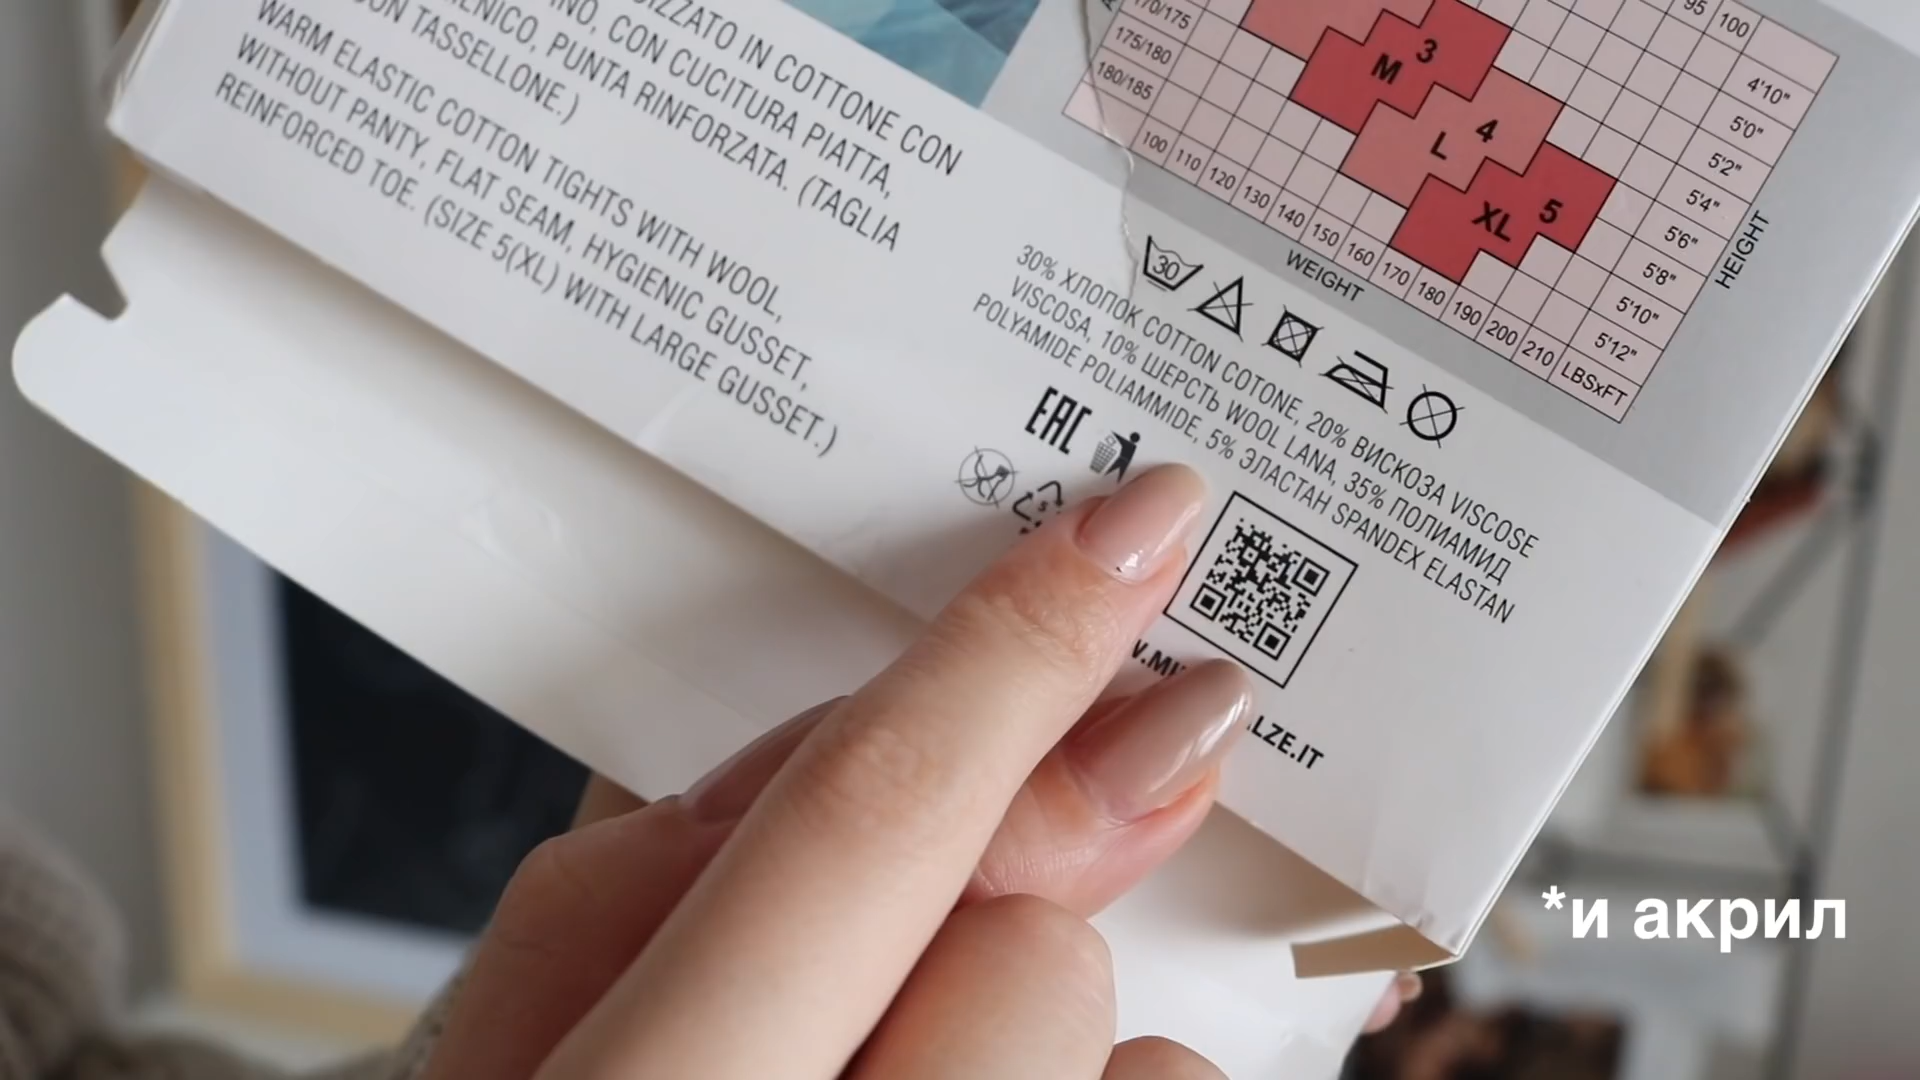 IZZATO IN COTTONE CON
INO, CON CUCITURA PIATTA,
IENICO, PUNTA RINFORZATA. (TAGLIA
CON TASSELLONE.)
WARM ELASTIC COTTON TIGHTS WITH WOOL,
WITHOUT PANTY, FLAT SEAM, HYGIENIC GUSSET,
REINFORCED TOE. (SIZE 5(XL) WITH LARGE GUSSET.)
95 100
170/175
175/180
180/185
3
M
4
L
5
XL
4'10"
5'0"
5'2"
5'4"
5'6"
5'8"
5'10"
5'12"
HEIGHT
100 110 120 130 140 150 160 170 180 190 200 210 LBSxFT
WEIGHT
30
30% ХЛОПОК COTTON COTONE, 20% ВИСКОЗА VISCOSE
VISCOSA, 10% ШЕРСТЬ WOOL LANA, 35% ПОЛИАМИД
POLYAMIDE POLIAMMIDE, 5% ЭЛАСТАН SPANDEX ELASTAN
EAC
LZE.IT
*и акрил